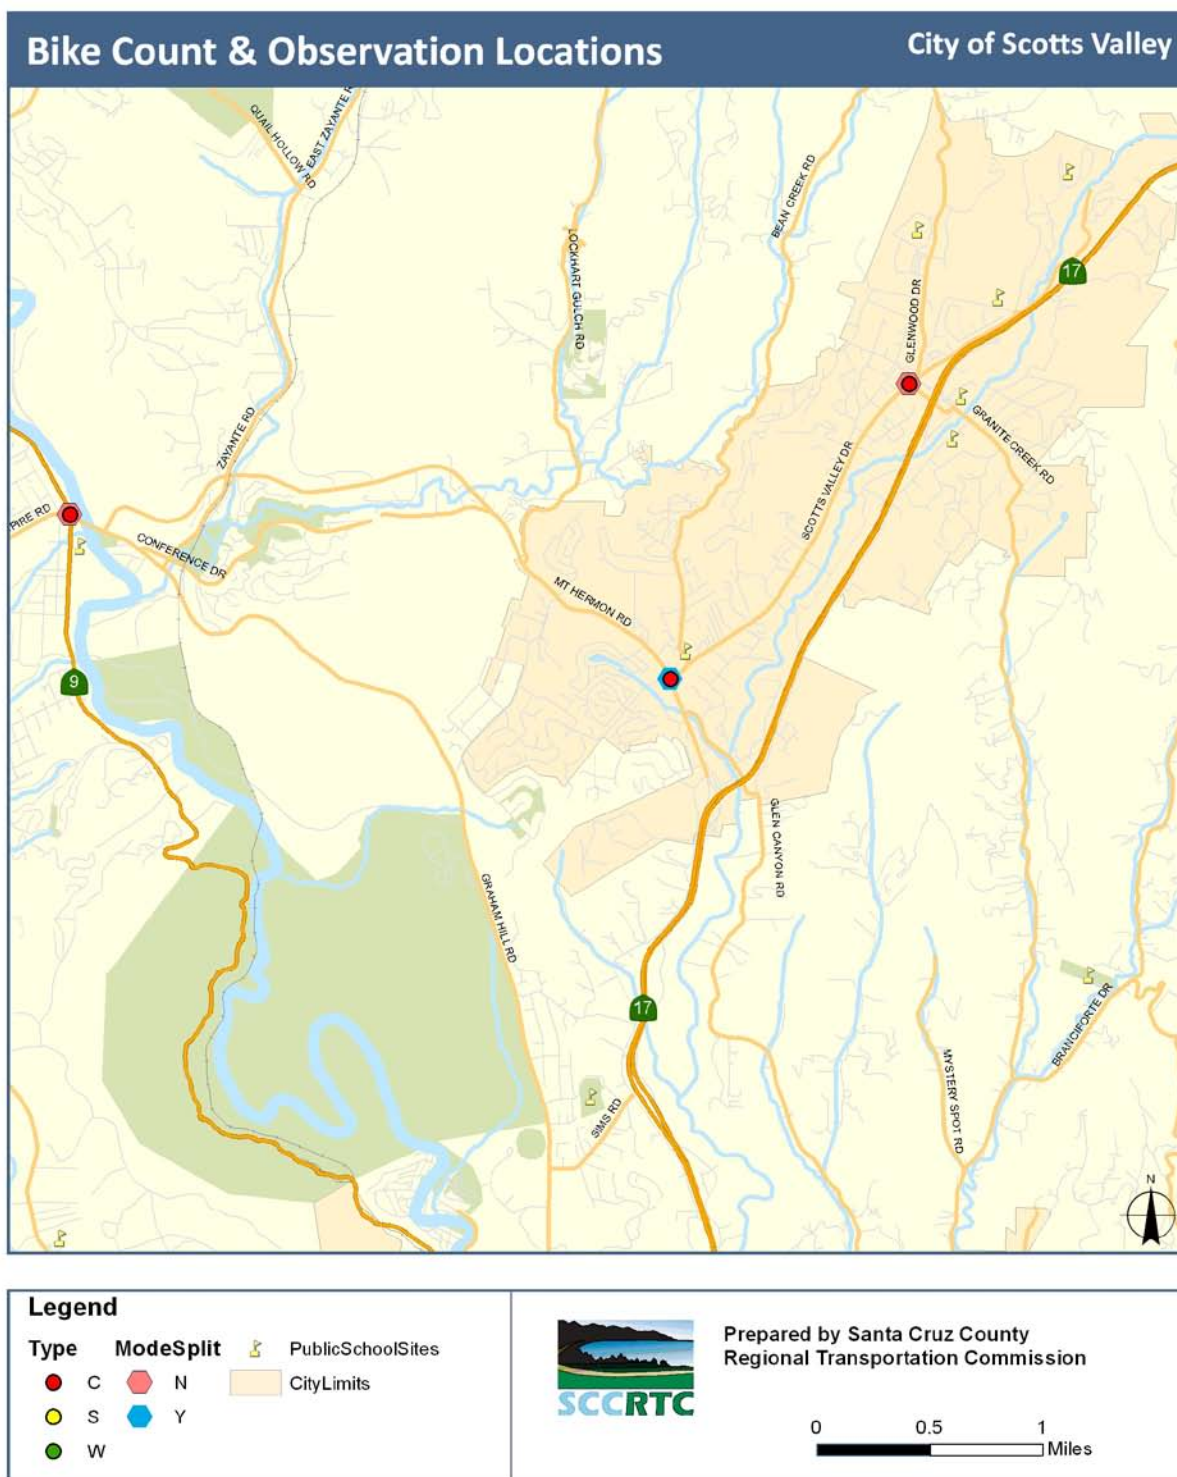 Bike Count & Observation Locations
City of Scotts Valley
QUAIL HOLLOW RD
EAST ZAYANTE R
LOCKHART GULCH RD
BEAN CREEK RD
17
GLENWOOD DR
ZAYANTE RD
GRANITE CREEK RD
SCOTTS VALLEY DR
PIRE RD
CONFERENCE DR
MT HERMON RD
9
GLEN CANYON RD
GRAHAM HILL RD
17
BRANCIFORTE DR
MYSTERY SPOT RD
SIMS RD
N
Legend
Type
ModeSplit
PublicSchoolSites
C
N
CityLimits
S
Y
W
SCCRTC
Prepared by Santa Cruz County
Regional Transportation Commission
0 0.5 1
Miles